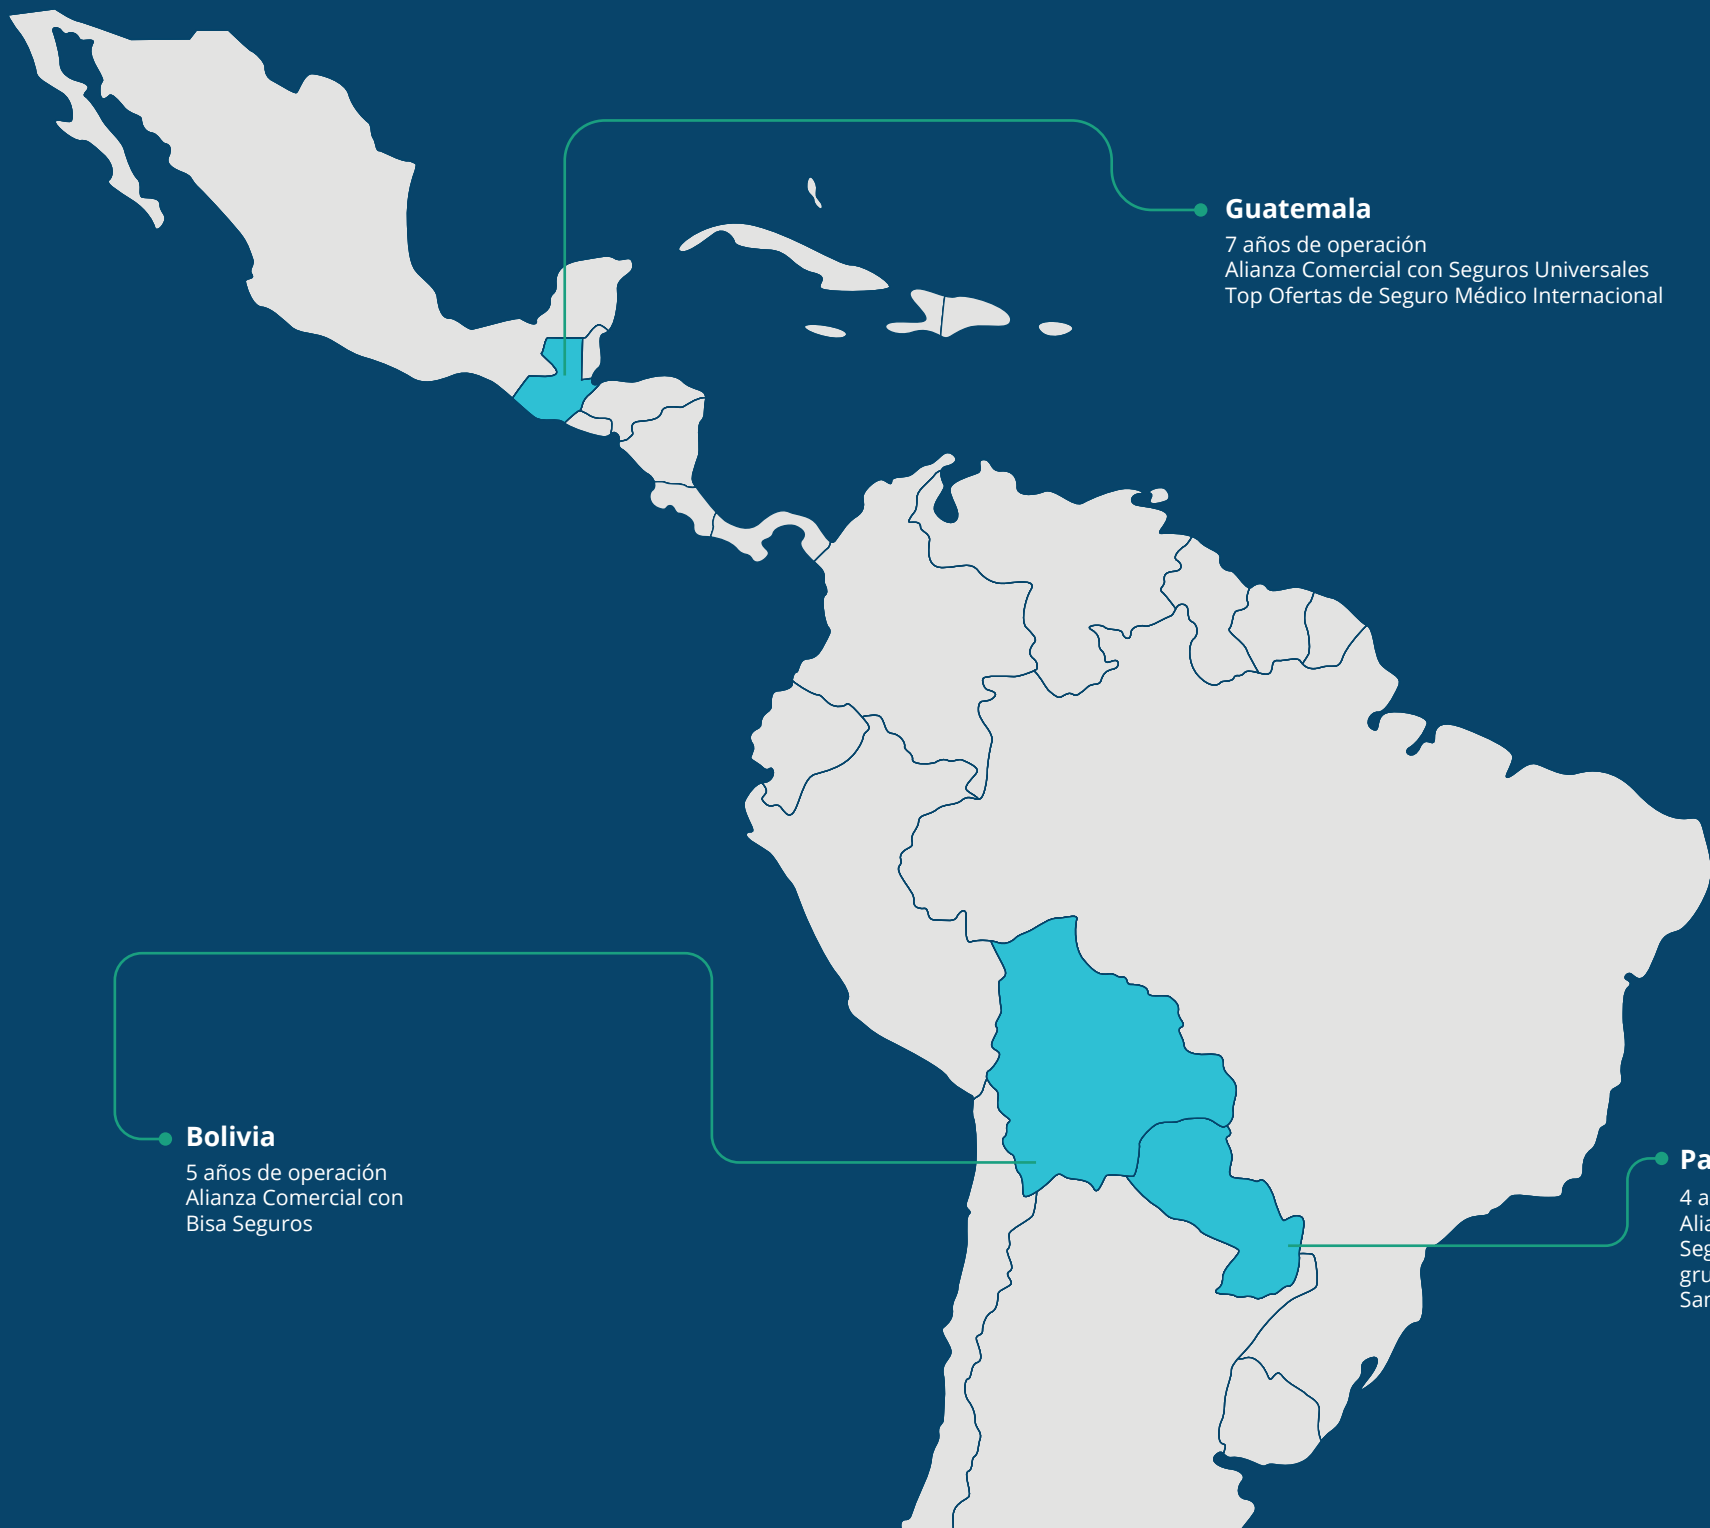 Guatemala
7 años de operación
Alianza Comercial con Seguros Universales
Top Ofertas de Seguro Médico Internacional
Bolivia
5 años de operación
Alianza Comercial con
Bisa Seguros
4